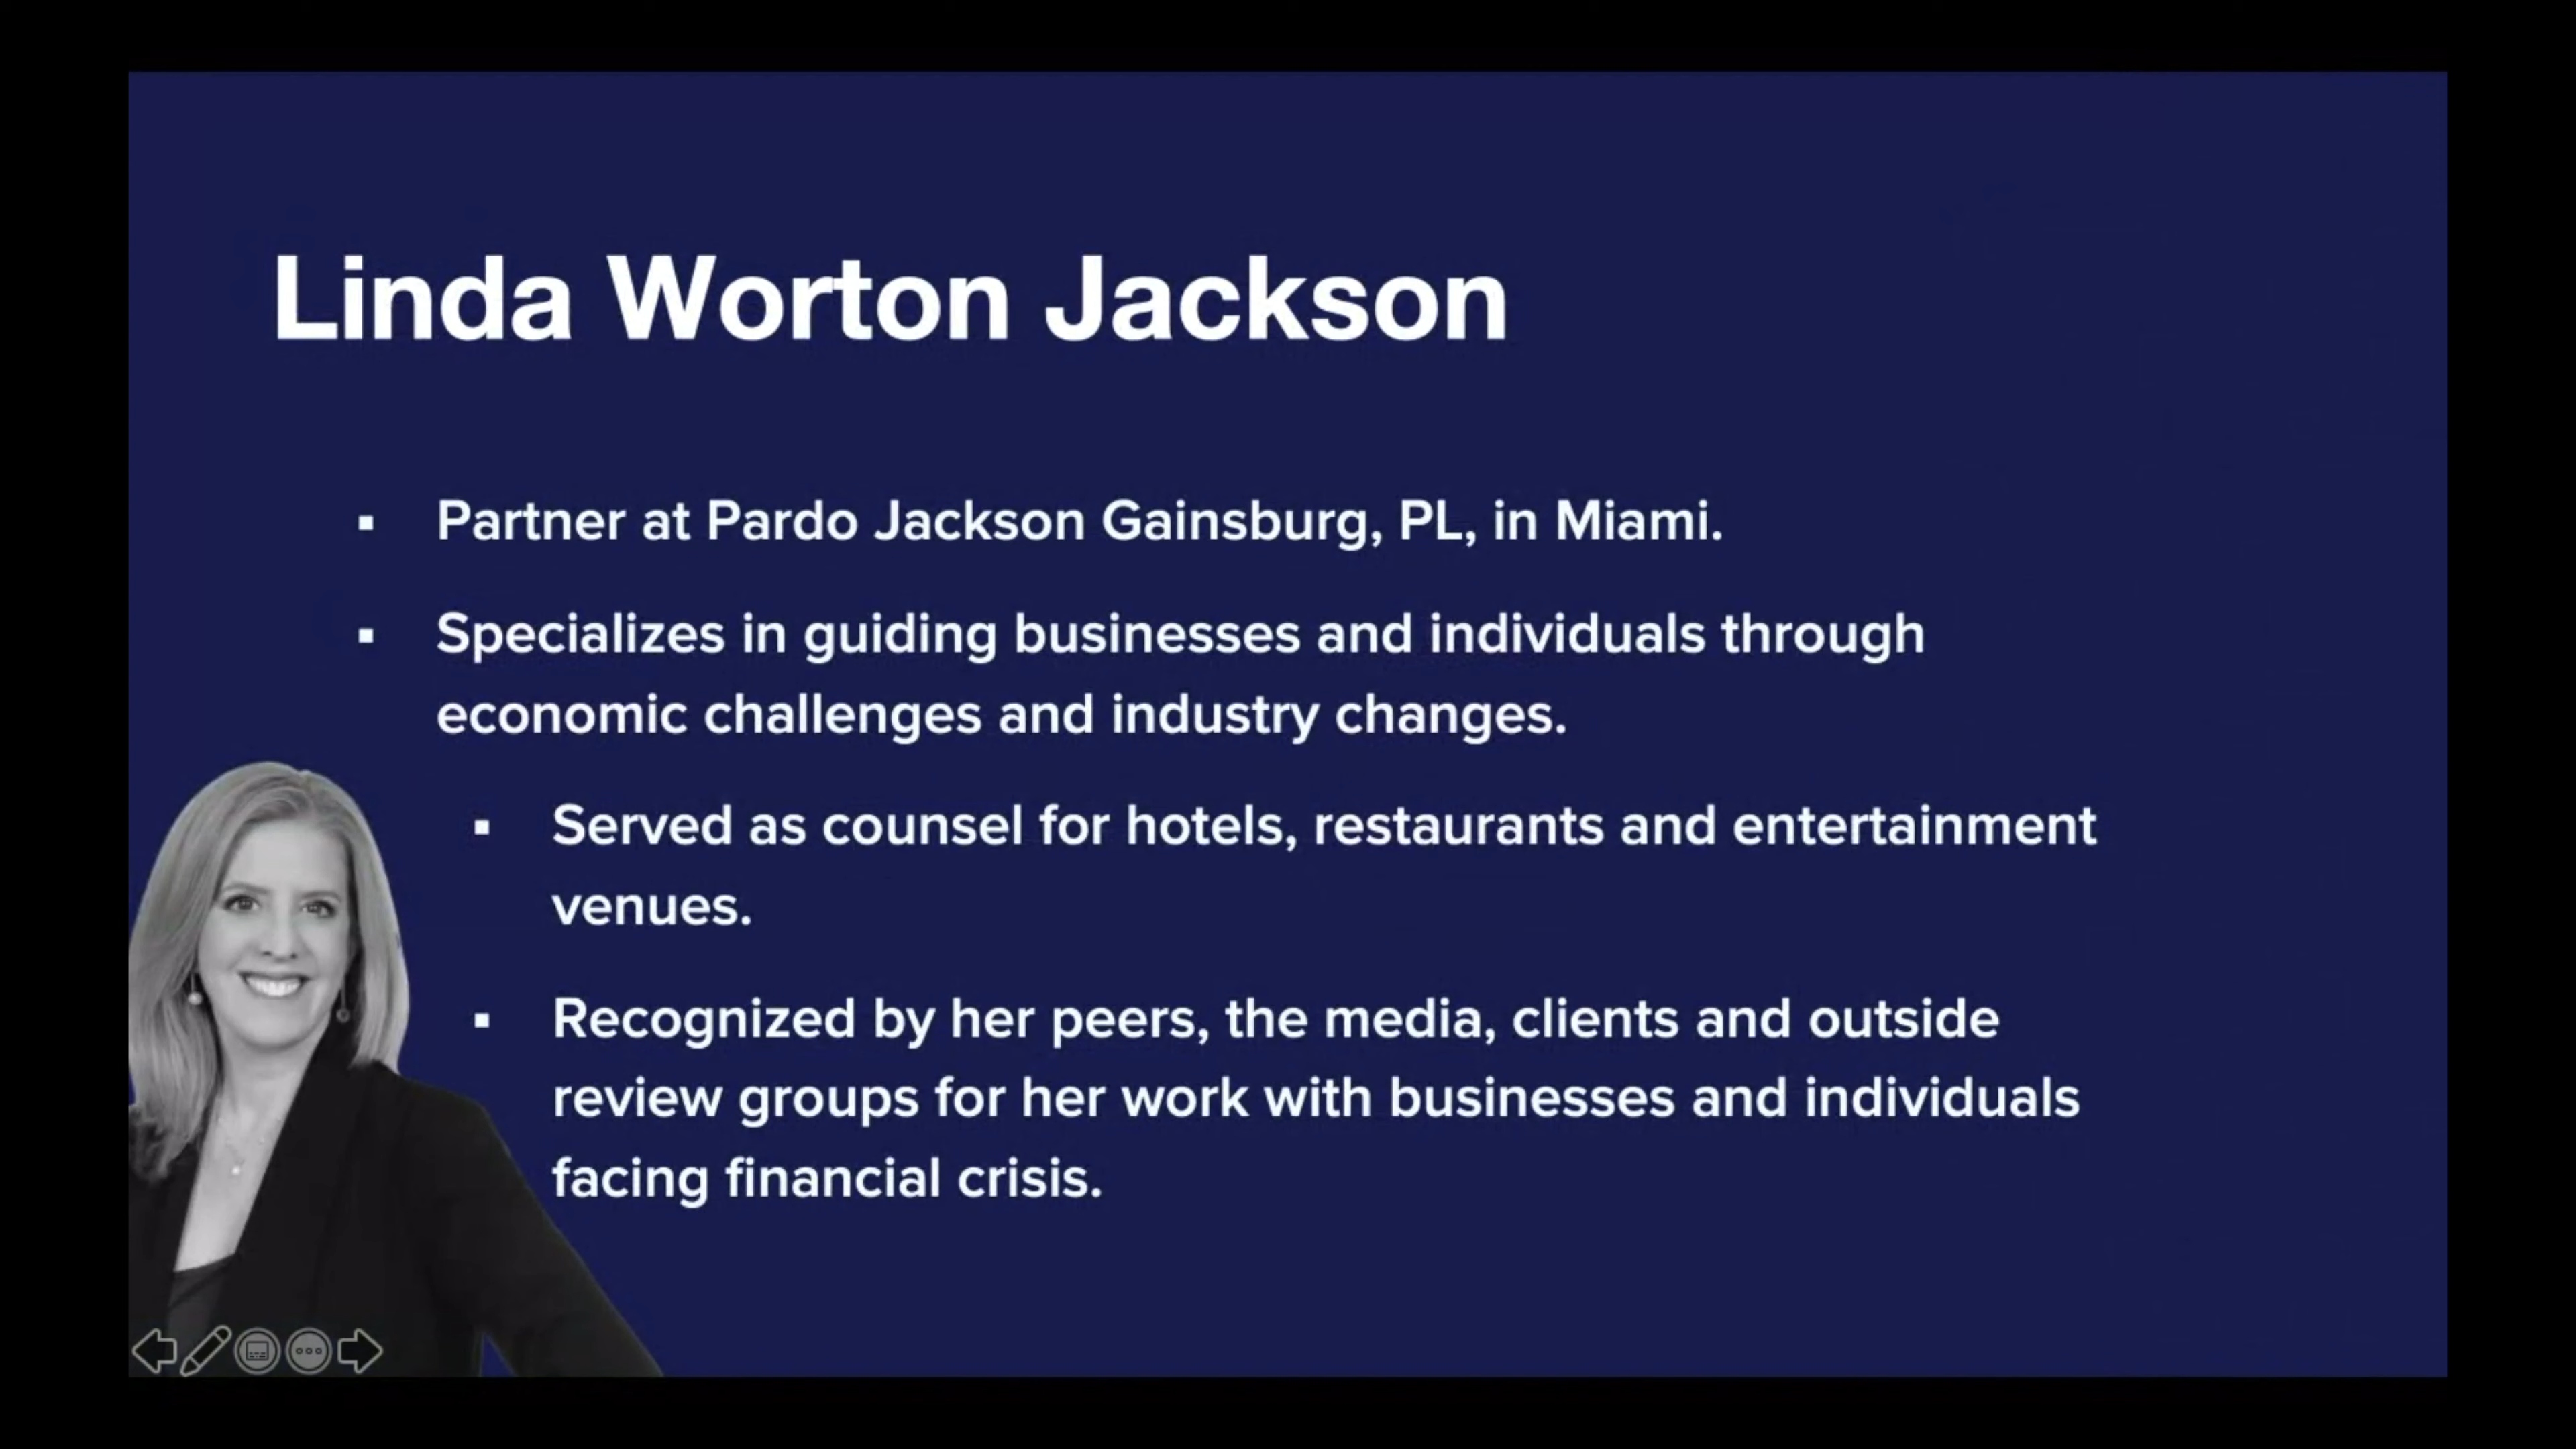 Linda Worton Jackson
▪ Partner at Pardo Jackson Gainsburg, PL, in Miami.
▪ Specializes in guiding businesses and individuals through
economic challenges and industry changes.
▪ Served as counsel for hotels, restaurants and entertainment
venues.
▪ Recognized by her peers, the media, clients and outside
review groups for her work with businesses and individuals
facing financial crisis.